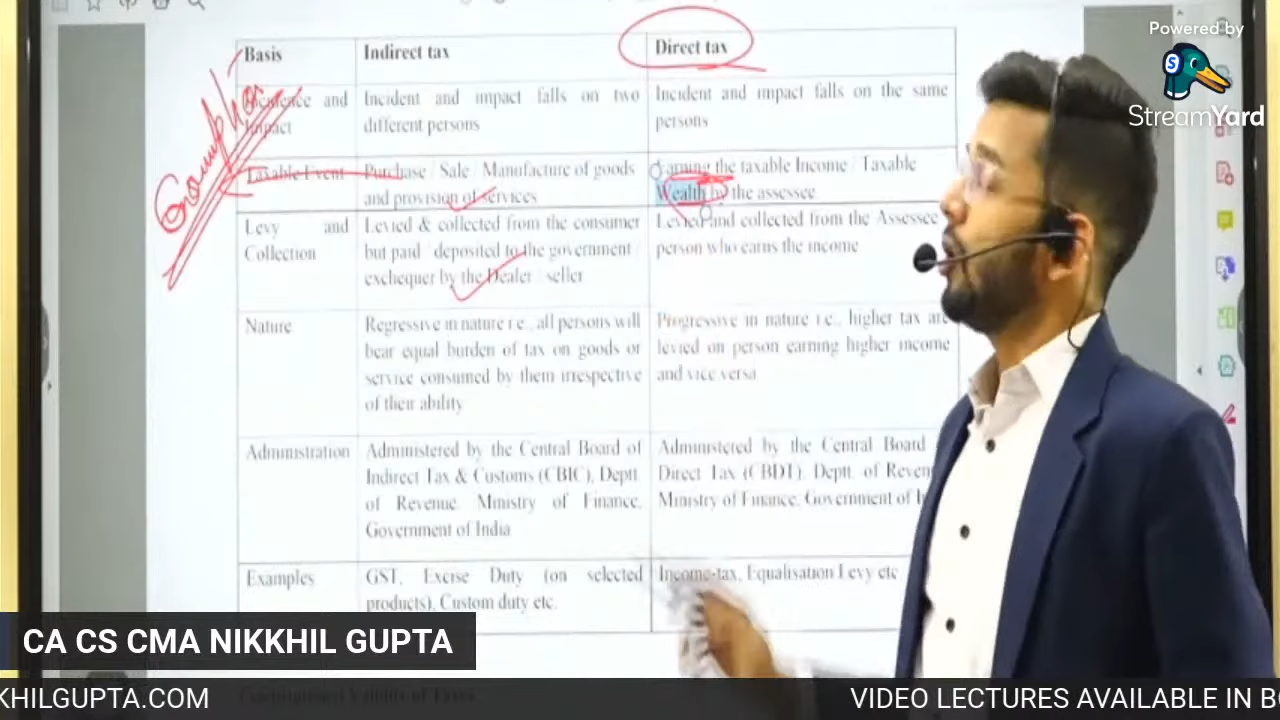 Powered by
StreamYard
Basis Indirect tax Direct tax
Incidence and Incident and impact falls on two Incident and impact falls on the same
Impact different persons persons
Taxable Event Purchase / Sale / Manufacture of goods Earning the taxable Income / Taxable
and provision of services Wealth by the assessee
Levy and Levied & collected from the consumer Levied and collected from the Assessee
Collection but paid / deposited to the government person who earns the income
exchequer by the Dealer / seller
Nature Regressive in nature i.e., all persons will Progressive in nature i.e., higher tax are
bear equal burden of tax on goods or levied on person earning higher income
service consumed by them irrespective and vice versa
of their ability
Administration Administered by the Central Board of Administered by the Central Board
Indirect Tax & Customs (CBIC), Deptt. Direct Tax (CBDT), Deptt. of
of Revenue, Ministry of Finance, Ministry of Finance, Government of
Government of India
Examples GST, Excise Duty (on selected Income-tax, Equalisation Levy etc
products), Custom duty etc.
CA CS CMA NIKKHIL GUPTA
KHILGUPTA.COM VIDEO LECTURES AVAILABLE IN